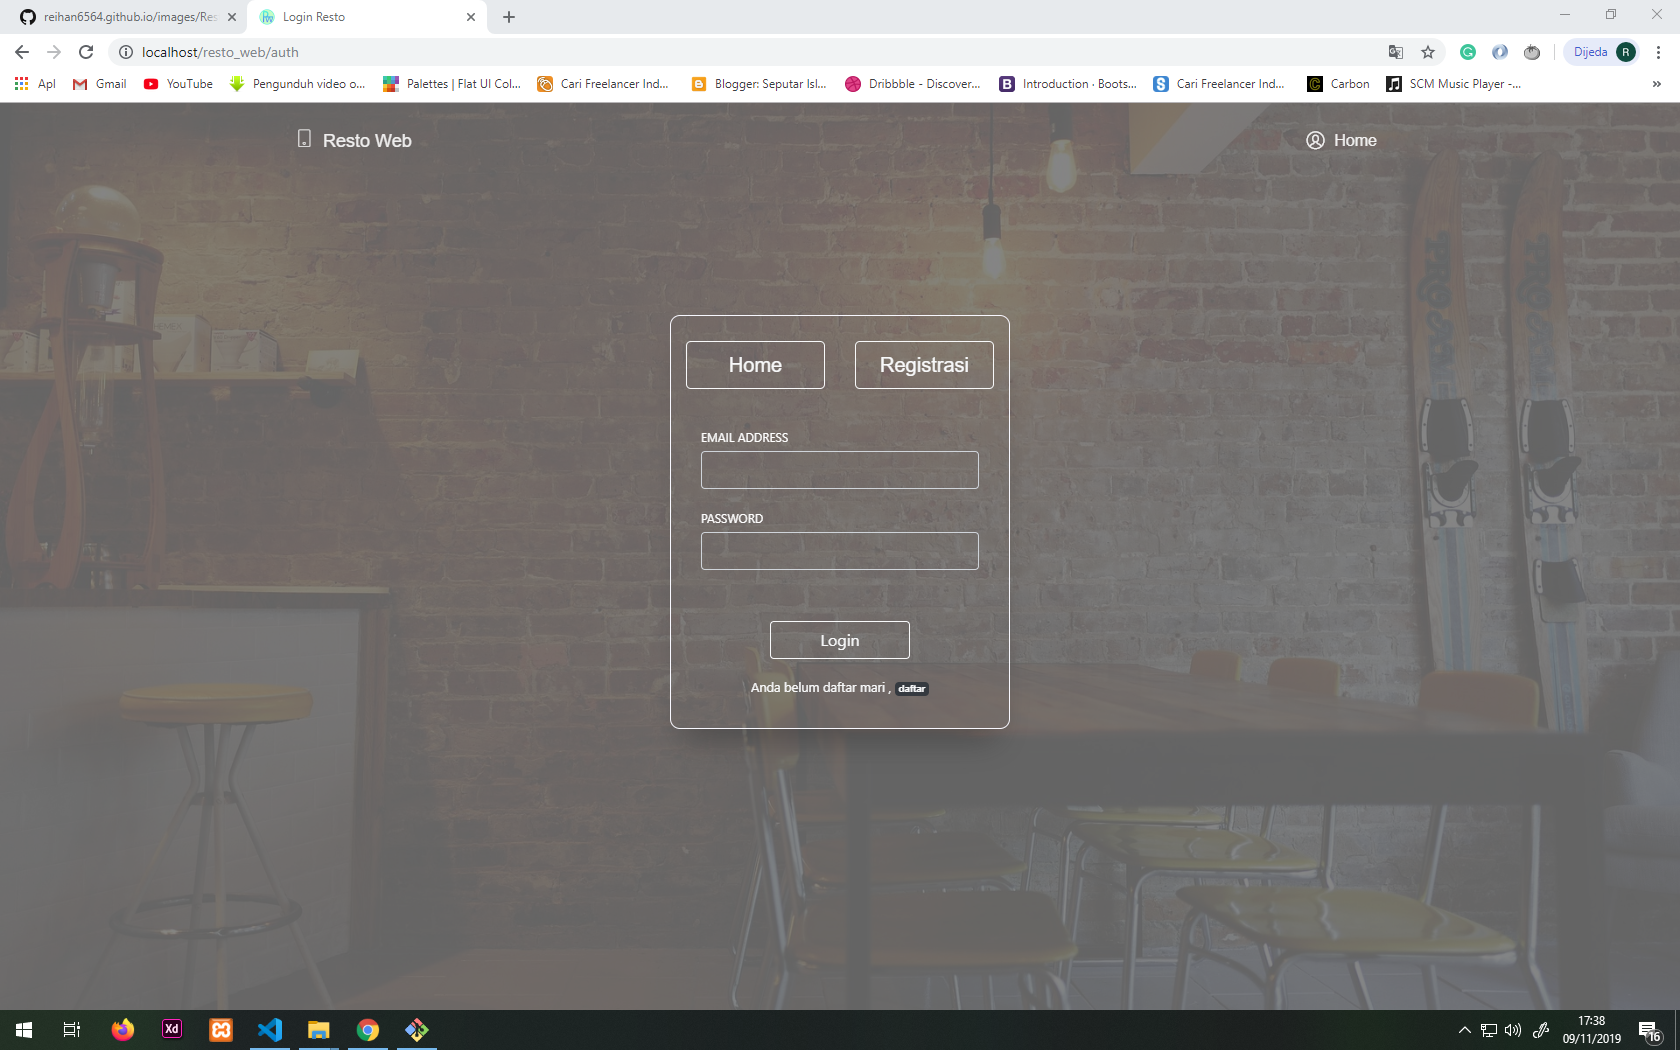 reihan6564.github.io/images/Res
Login Resto
localhost/resto_web/auth
Dijeda
R
Apl
Gmail
YouTube
Pengunduh video o...
Palettes | Flat UI Col...
Cari Freelancer Ind...
Blogger: Seputar Isl...
Dribbble - Discover...
Introduction · Boots...
Cari Freelancer Ind...
Carbon
SCM Music Player -...
»
Resto Web
Home
Home
Registrasi
EMAIL ADDRESS
PASSWORD
Login
Anda belum daftar mari , daftar
Xd
17:38
09/11/2019
16